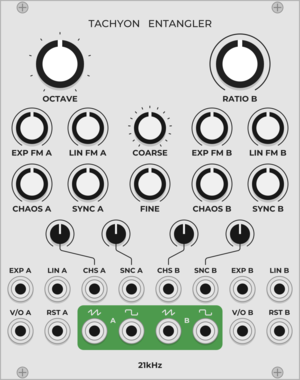 TACHYON ENTANGLER
OCTAVE RATIO B
EXP FM A LIN FM A COARSE EXP FM B LIN FM B
CHAOS A SYNC A FINE CHAOS B SYNC B
EXP A LIN A CHS A SNC A CHS B SNC B EXP B LIN B
V/O A RST A A B V/O B RST B
21kHz